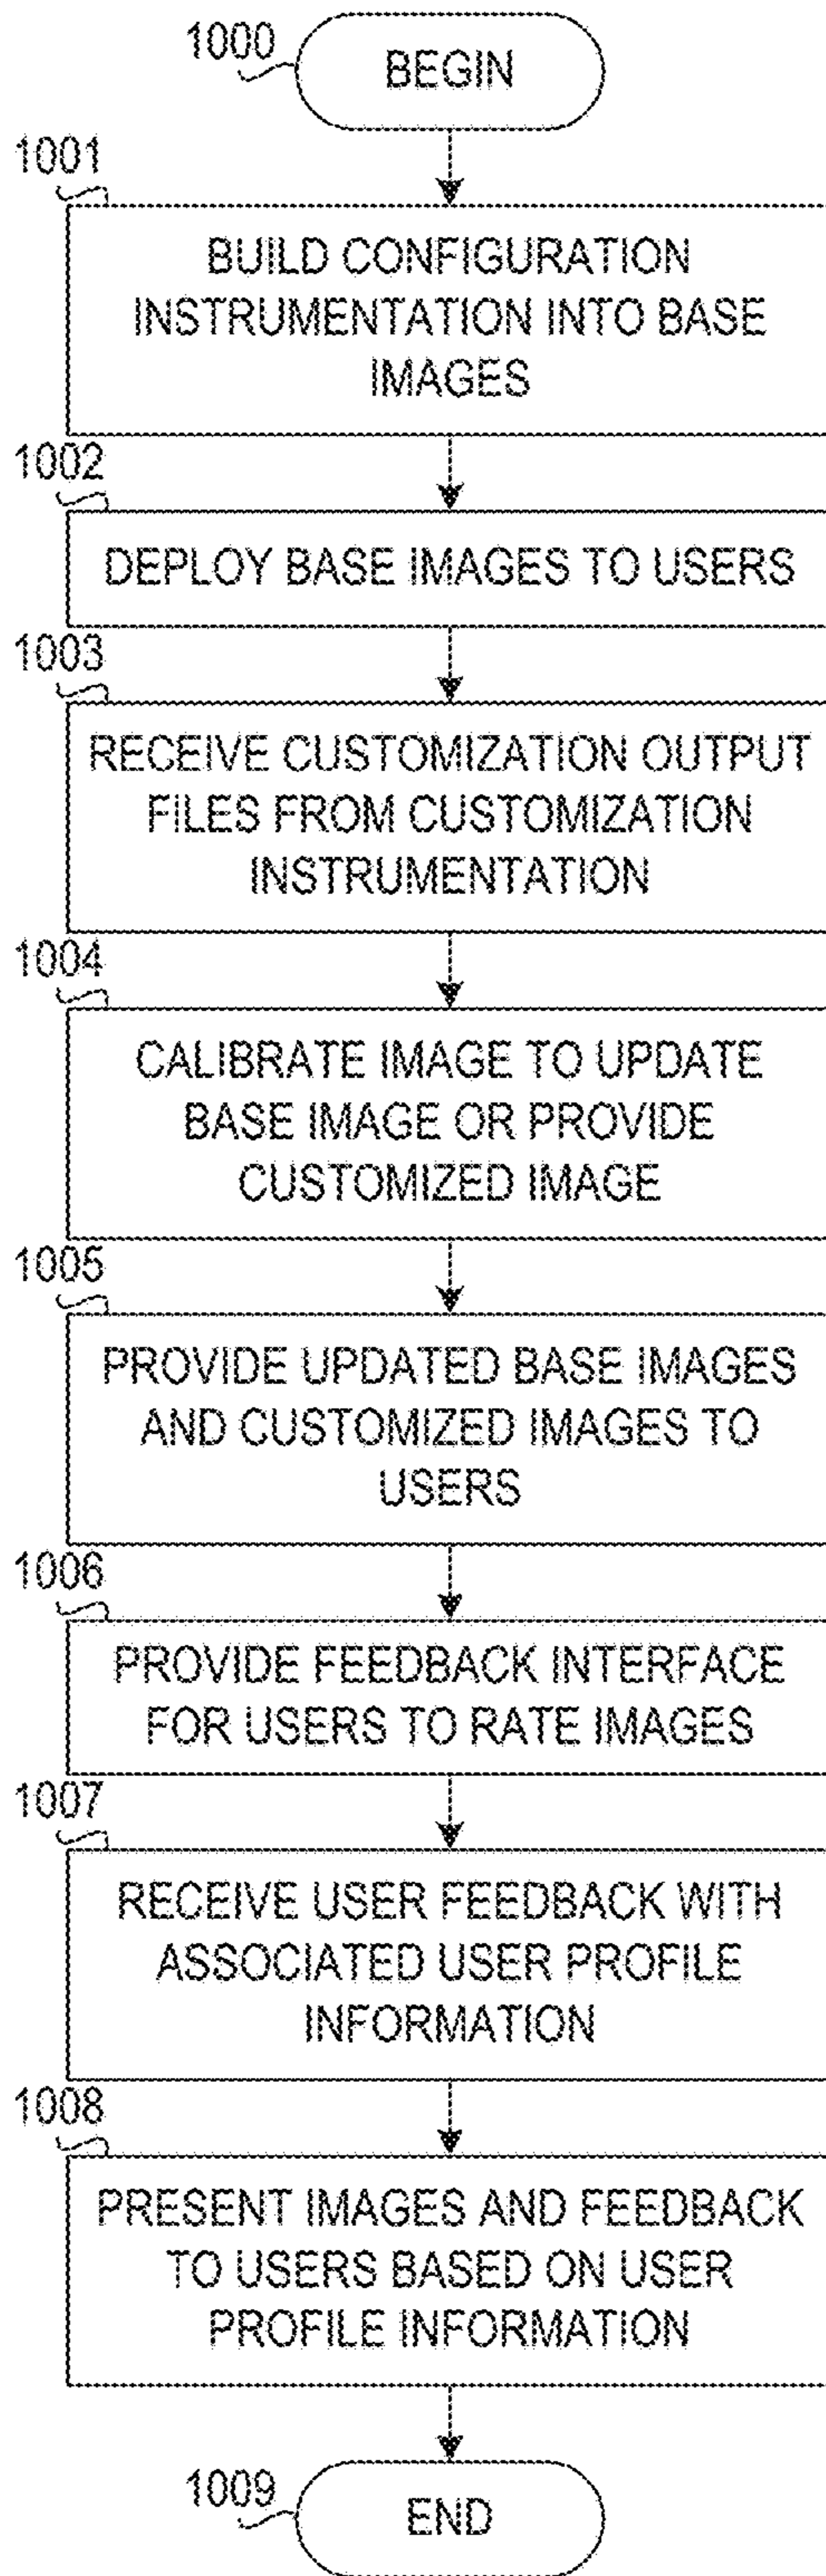 1000
BEGIN
1001
BUILD CONFIGURATION
INSTRUMENTATION INTO BASE
IMAGES
1002
DEPLOY BASE IMAGES TO USERS
1003
RECEIVE CUSTOMIZATION OUTPUT
FILES FROM CUSTOMIZATION
INSTRUMENTATION
1004
CALIBRATE IMAGE TO UPDATE
BASE IMAGE OR PROVIDE
CUSTOMIZED IMAGE
1005
PROVIDE UPDATED BASE IMAGES
AND CUSTOMIZED IMAGES TO
USERS
1006
PROVIDE FEEDBACK INTERFACE
FOR USERS TO RATE IMAGES
1007
RECEIVE USER FEEDBACK WITH
ASSOCIATED USER PROFILE
INFORMATION
1008
PRESENT IMAGES AND FEEDBACK
TO USERS BASED ON USER
PROFILE INFORMATION
1009
END